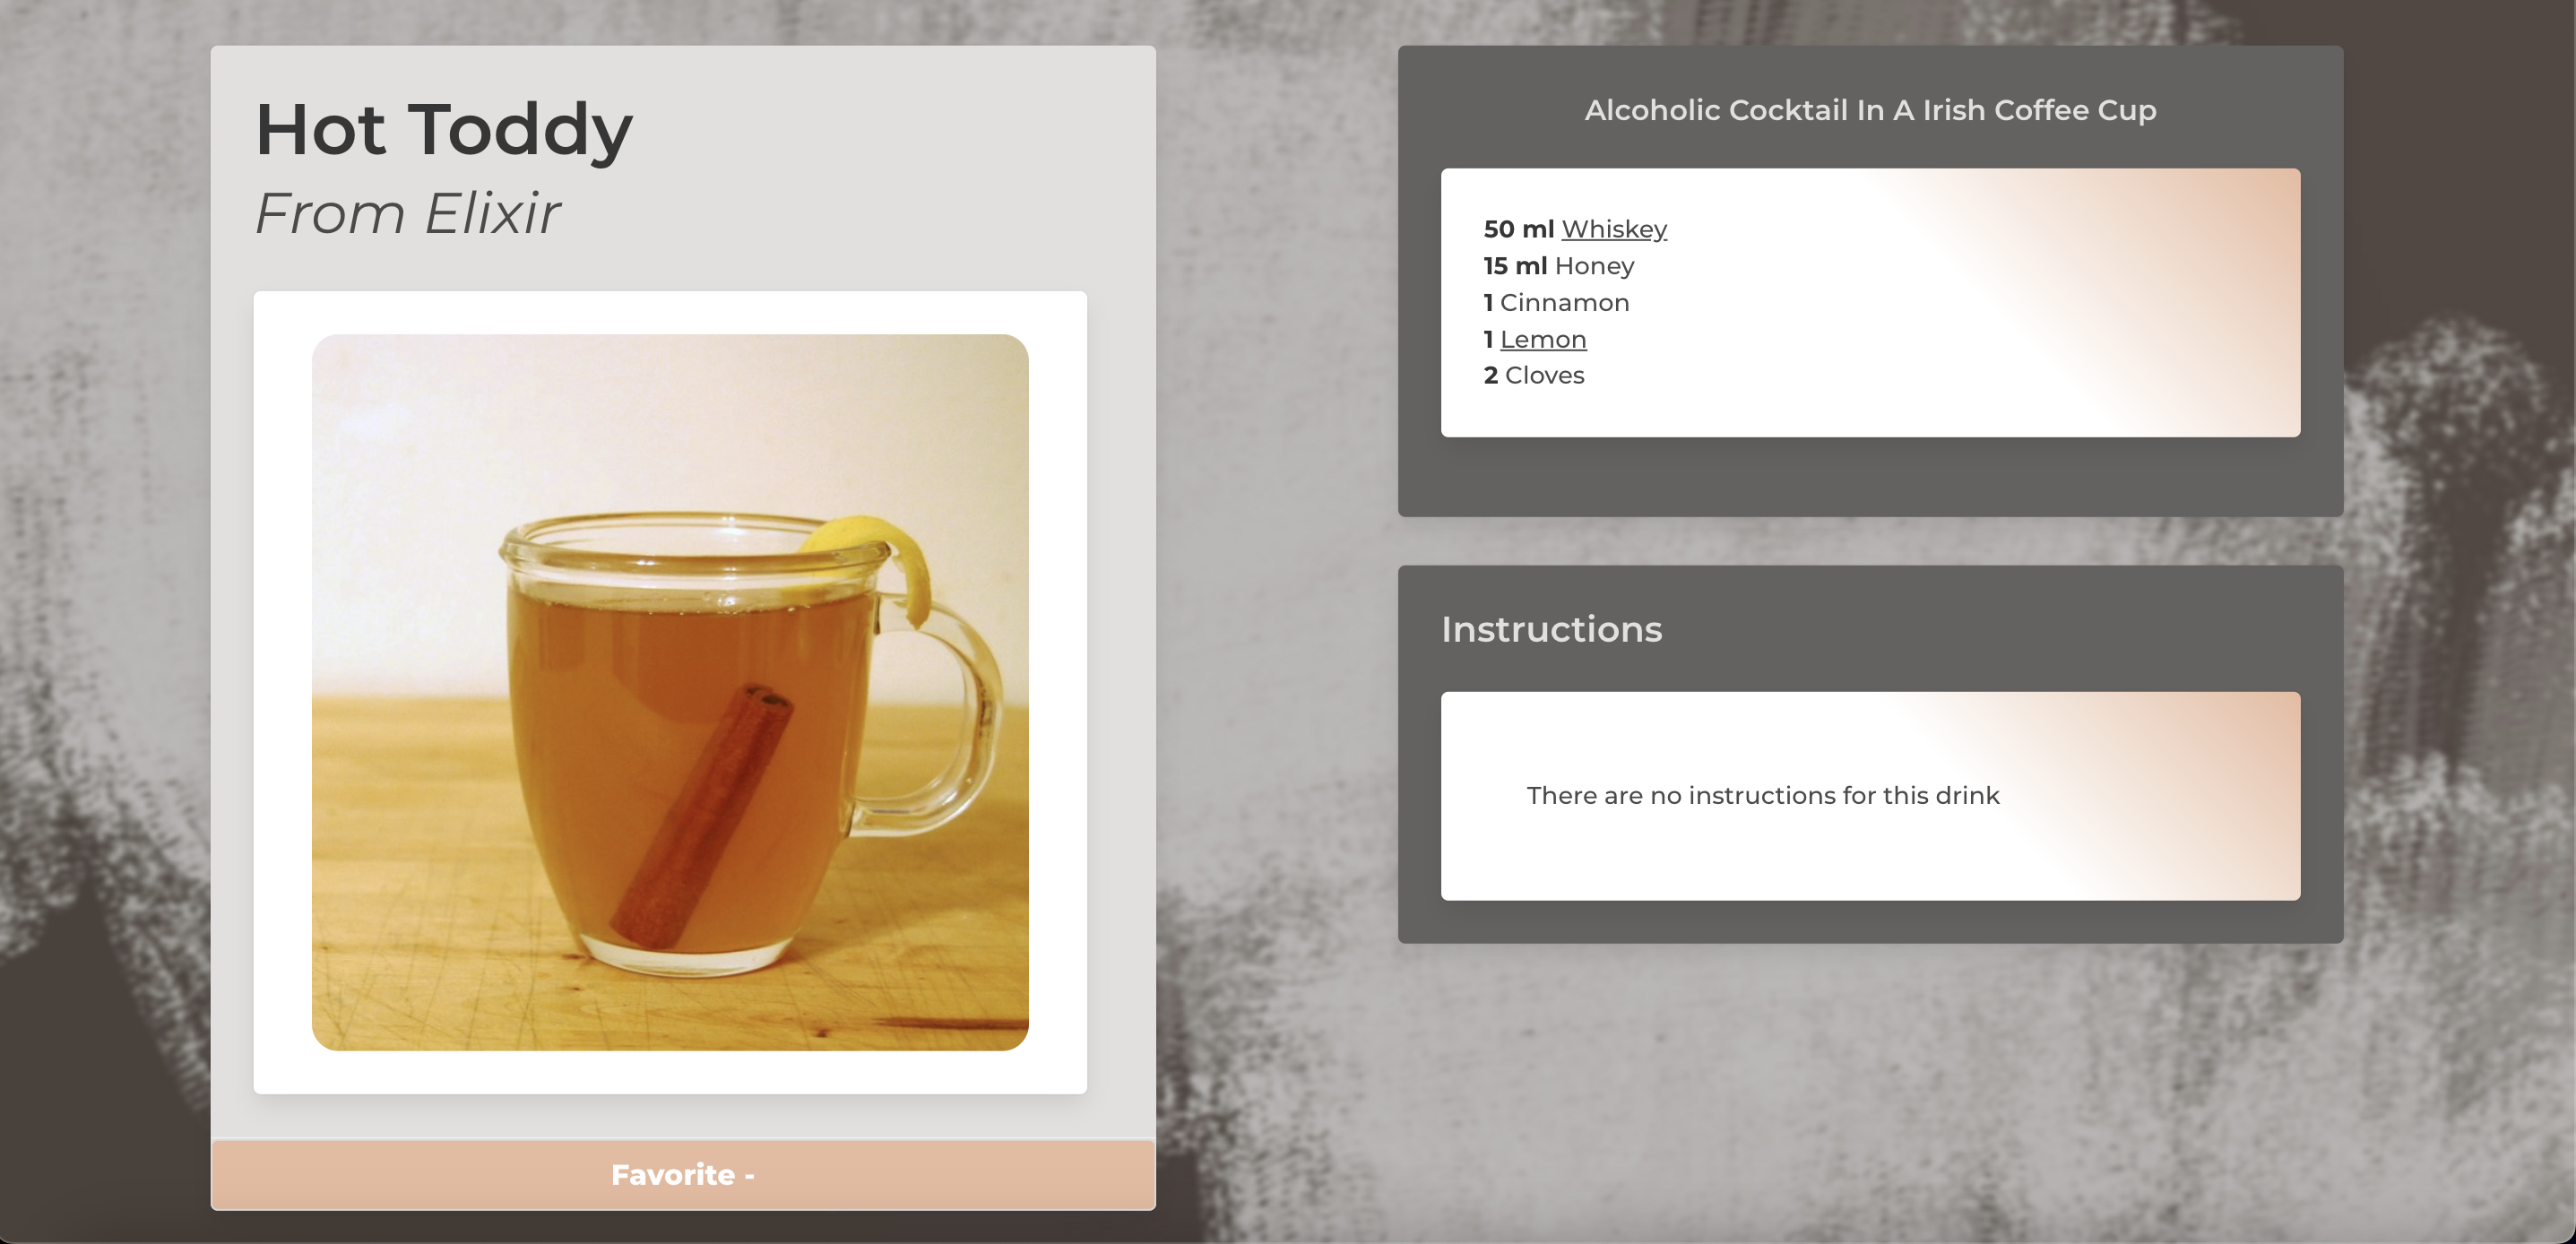 Hot Toddy
From Elixir
Favorite -
Alcoholic Cocktail In A Irish Coffee Cup
50 ml Whiskey
15 ml Honey
1 Cinnamon
1 Lemon
2 Cloves
Instructions
There are no instructions for this drink